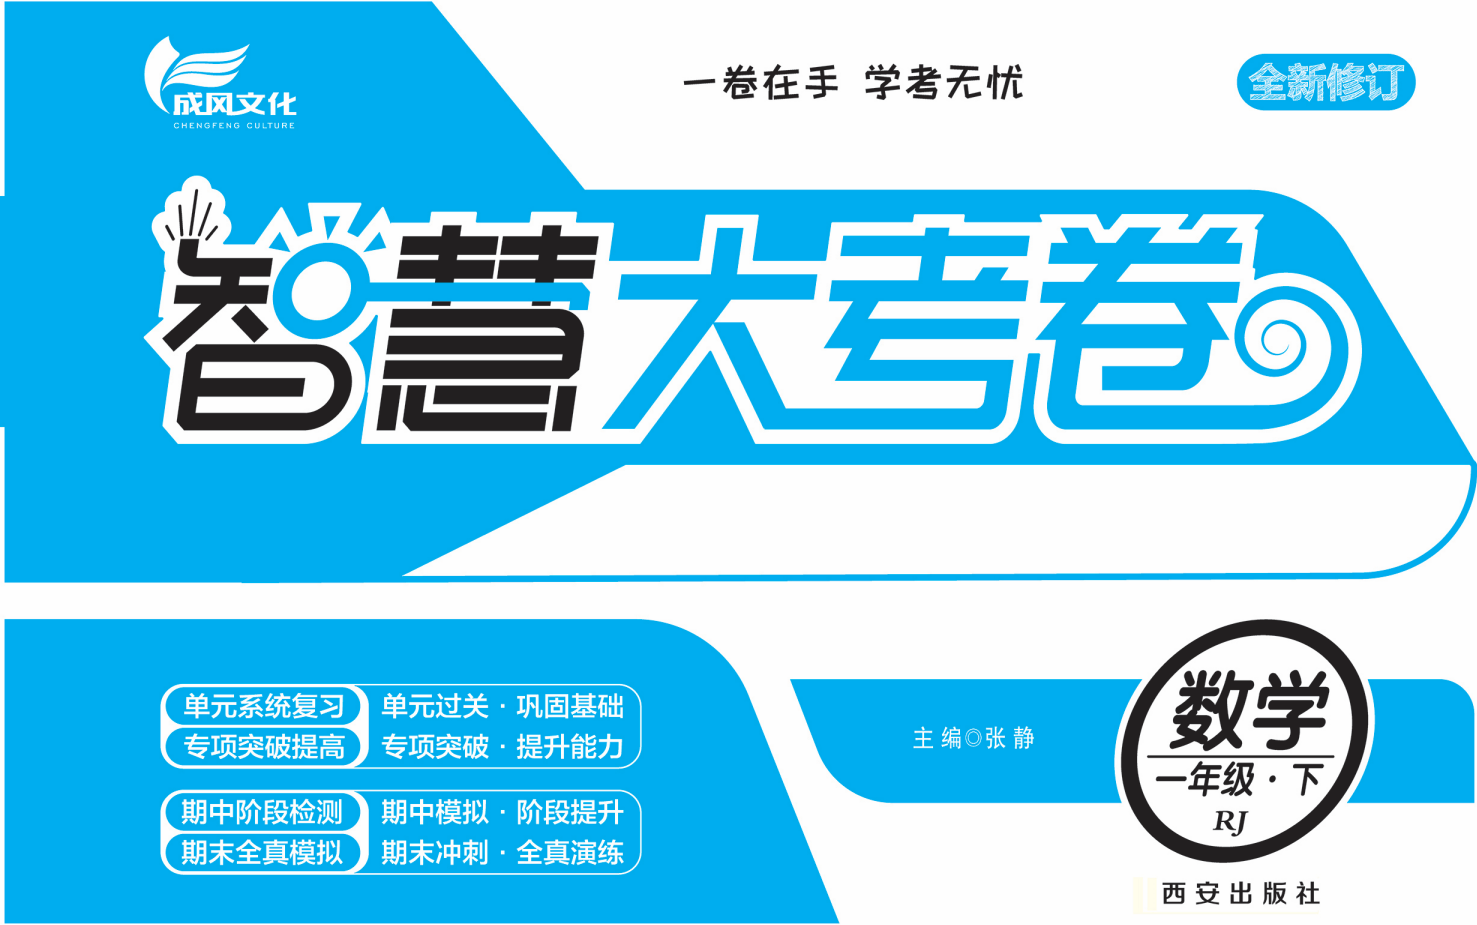 成风文化
CHENGFENG CULTURE
一卷在手 学考无忧
全新修订
智慧大考卷
单元系统复习 单元过关·巩固基础
专项突破提高 专项突破·提升能力
期中阶段检测 期中模拟·阶段提升
期末全真模拟 期末冲刺·全真演练
主 编◎张 静
数学
一年级·下
RJ
西安出版社